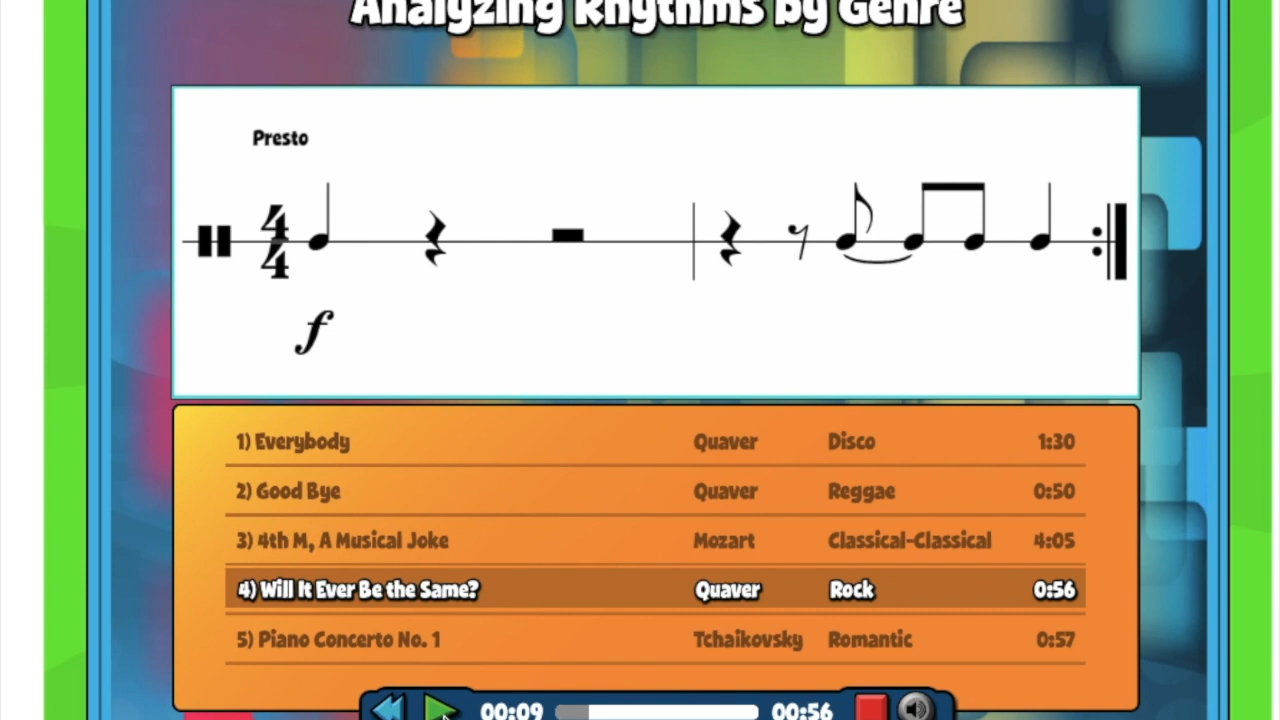 Analyzing Rhythms by Genre
Presto
4
4
f
1) Everybody Quaver Disco 1:30
2) Good Bye Quaver Reggae 0:50
3) 4th M, A Musical Joke Mozart Classical-Classical 4:05
4) Will It Ever Be the Same? Quaver Rock 0:56
5) Piano Concerto No. 1 Tchaikovsky Romantic 0:57
00:09 00:56